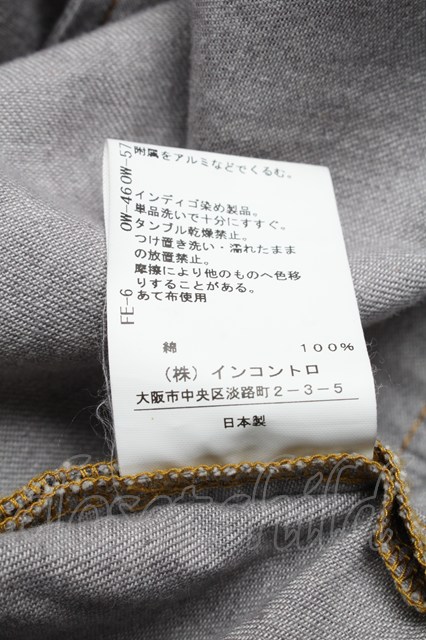 金属をアルミなどでくるむ。
インディゴ染め製品。
単品洗いで十分にすすぐ。
タンブル乾燥禁止。
つけ置き洗い・濡れたまま
の放置禁止。
摩擦により他のものへ色移
りすることがある。
あて布使用
FE-6 OW-46OW-57
綿 100%
(株)インコントロ
大阪市中央区淡路町2-3-5
日本製
closet child